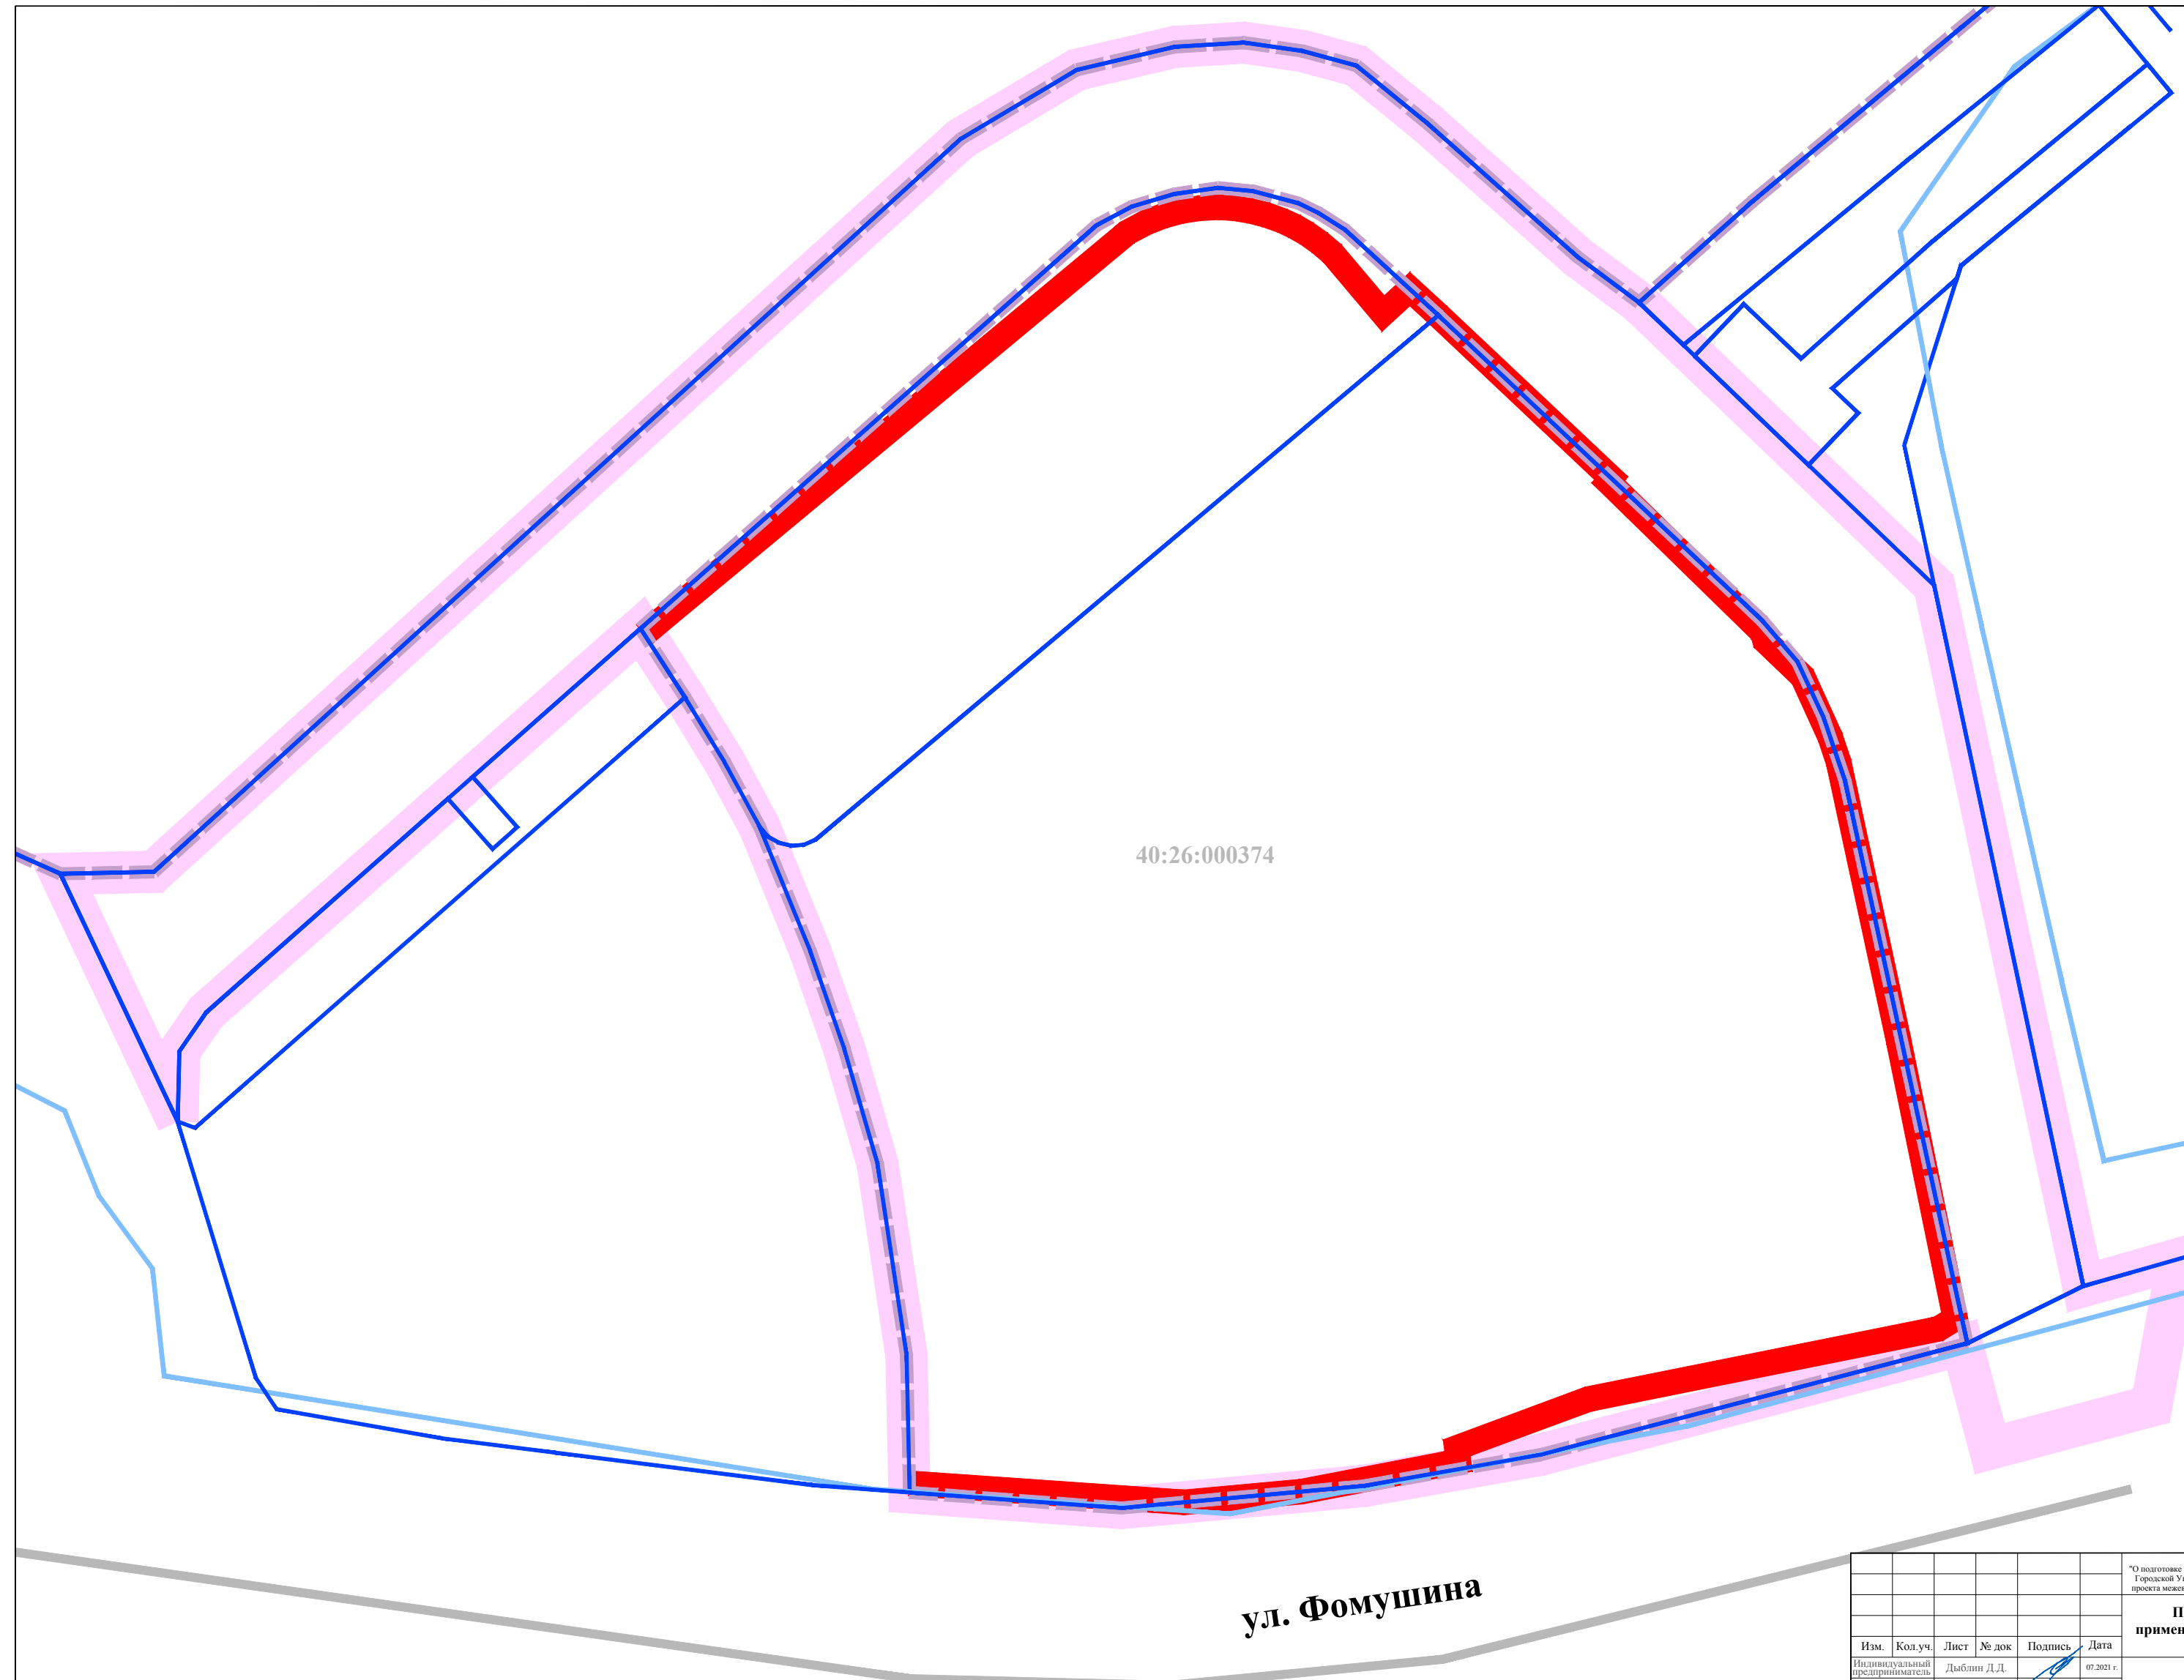 40:26:000374
ул. Фомушина
"О подготовке
Городской У
проекта межев
П
примен
Изм. Кол.уч. Лист № док Подпись Дата
Индивидуальный предприниматель Дыблин Д.Д. 07.2021 г.